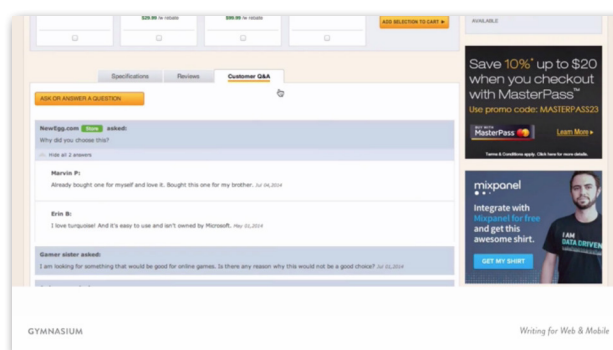 $29.99 /w rebate
$99.99 /w rebate
ADD SELECTION TO CART ▶
AVAILABLE
Specifications
Reviews
Customer Q&A
ASK OR ANSWER A QUESTION
NewEgg.com Store asked:
Why did you choose this?
Hide all 2 answers
Marvin P:
Already bought one for myself and love it. Bought this one for my brother. Jul 04,2014
Erin B:
I love turquoise! And it's easy to use and isn't owned by Microsoft. May 03,2014
Gamer sister asked:
I am looking for something that would be good for online games. Is there any reason why this would not be a good choice? Jul 03,2014
Save 10%* up to $20
when you checkout
with MasterPass™
Use promo code: MASTERPASS23
BUY WITH
MasterPass
Learn More ▸
Terms & Conditions apply. Click here for more details.
mixpanel
Integrate with
Mixpanel for free
and get this
awesome shirt.
GET MY SHIRT
I AM
DATA DRIVEN
GYMNASIUM
Writing for Web & Mobile